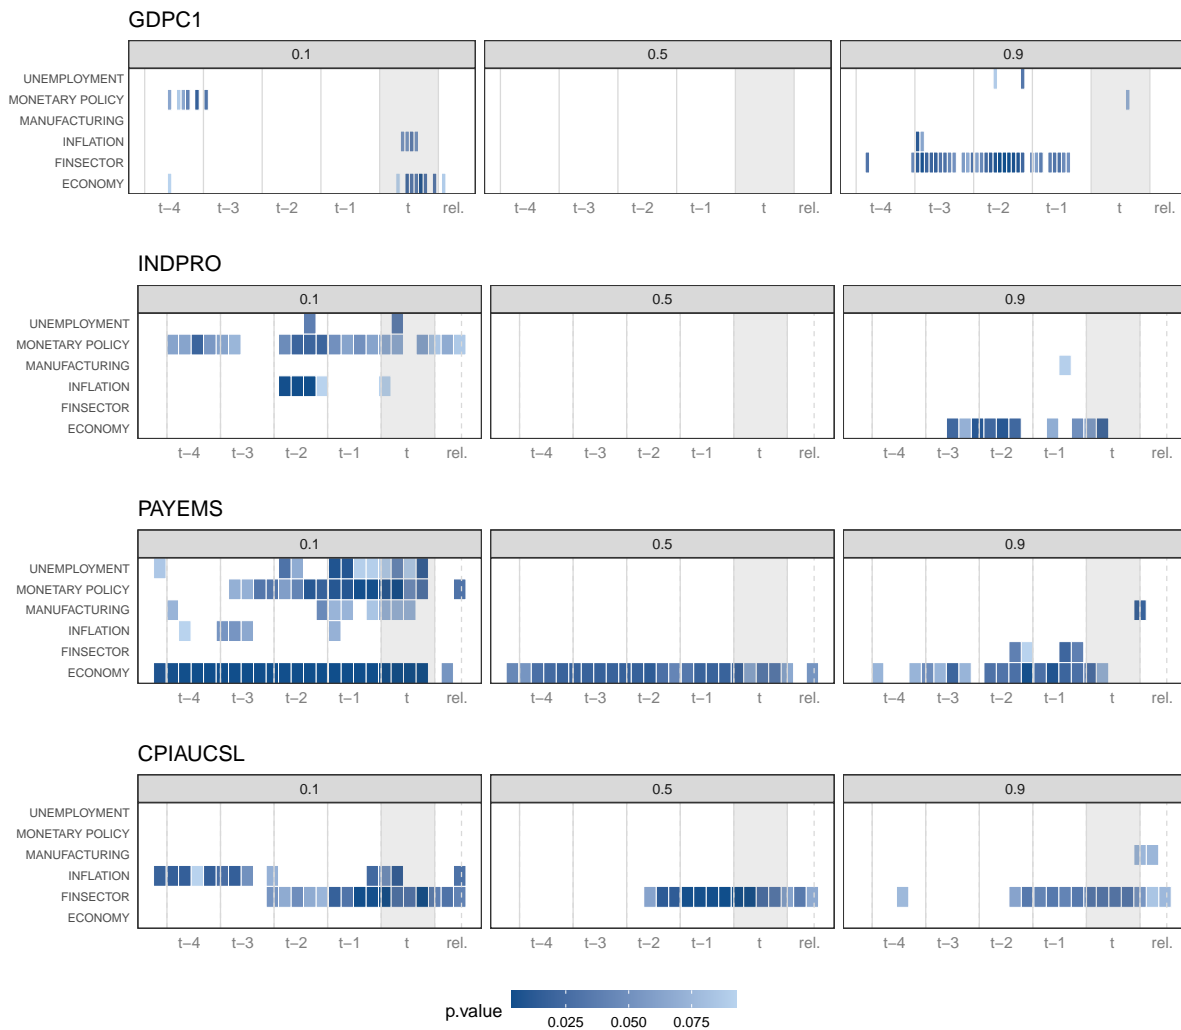 GDPC1
0.1 0.5 0.9
UNEMPLOYMENT
MONETARY POLICY
MANUFACTURING
INFLATION
FINSECTOR
ECONOMY
t−4 t−3 t−2 t−1 t rel. t−4 t−3 t−2 t−1 t rel. t−4 t−3 t−2 t−1 t rel.
INDPRO
0.1 0.5 0.9
UNEMPLOYMENT
MONETARY POLICY
MANUFACTURING
INFLATION
FINSECTOR
ECONOMY
t−4 t−3 t−2 t−1 t rel. t−4 t−3 t−2 t−1 t rel. t−4 t−3 t−2 t−1 t rel.
PAYEMS
0.1 0.5 0.9
UNEMPLOYMENT
MONETARY POLICY
MANUFACTURING
INFLATION
FINSECTOR
ECONOMY
t−4 t−3 t−2 t−1 t rel. t−4 t−3 t−2 t−1 t rel. t−4 t−3 t−2 t−1 t rel.
CPIAUCSL
0.1 0.5 0.9
UNEMPLOYMENT
MONETARY POLICY
MANUFACTURING
INFLATION
FINSECTOR
ECONOMY
t−4 t−3 t−2 t−1 t rel. t−4 t−3 t−2 t−1 t rel. t−4 t−3 t−2 t−1 t rel.
p.value
0.025 0.050 0.075